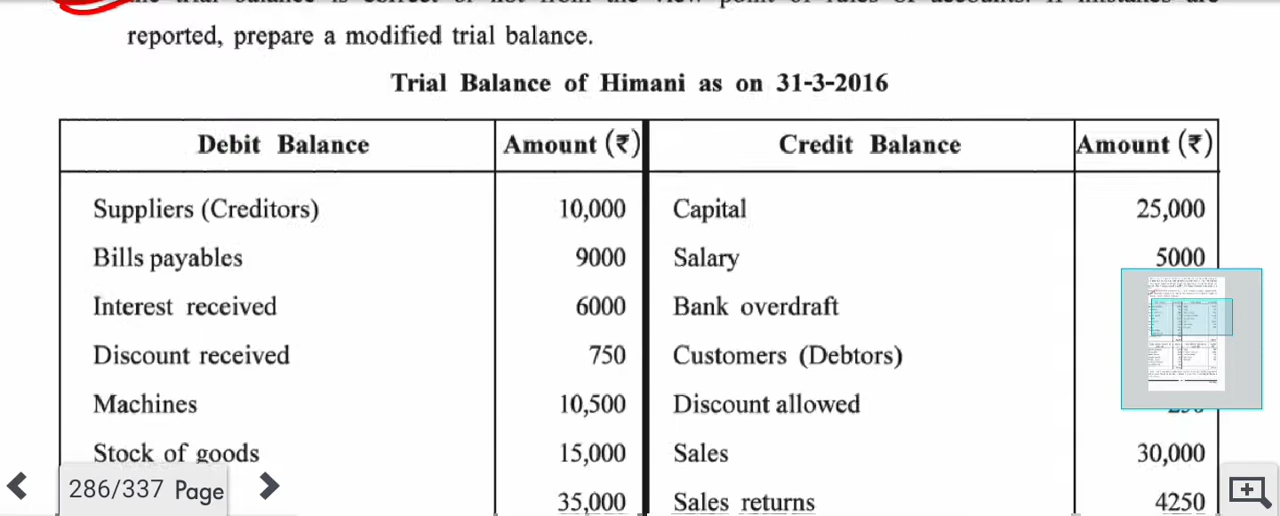 reported, prepare a modified trial balance.
Trial Balance of Himani as on 31-3-2016
Debit Balance Amount (₹) Credit Balance Amount (₹)
Suppliers (Creditors) 10,000 Capital 25,000
Bills payables 9000 Salary 5000
Interest received 6000 Bank overdraft
Discount received 750 Customers (Debtors)
Machines 10,500 Discount allowed
Stock of goods 15,000 Sales 30,000
35,000 Sales returns 4250
286/337 Page